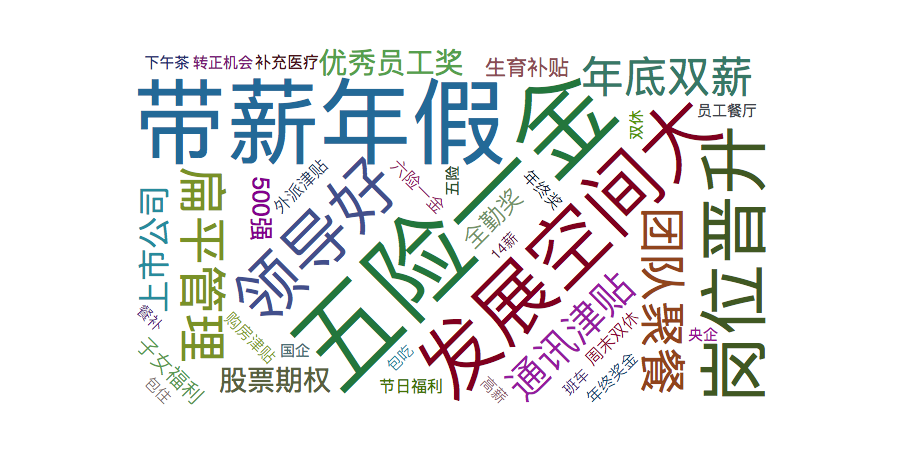 下午茶
转正机会
补充医疗
优秀员工奖
生育补贴
年底双薪
带薪年假
五险一金
员工餐厅
双休
发展空间大
岗位晋升
领导好
扁平管理
上市公司
500强
外派津贴
六险一金
五险
年终奖
全勤奖
14薪
团队聚餐
通讯津贴
餐补
购房津贴
子女福利
包住
国企
股票期权
包吃
节日福利
高薪
班车
周末双休
年终奖金
央企